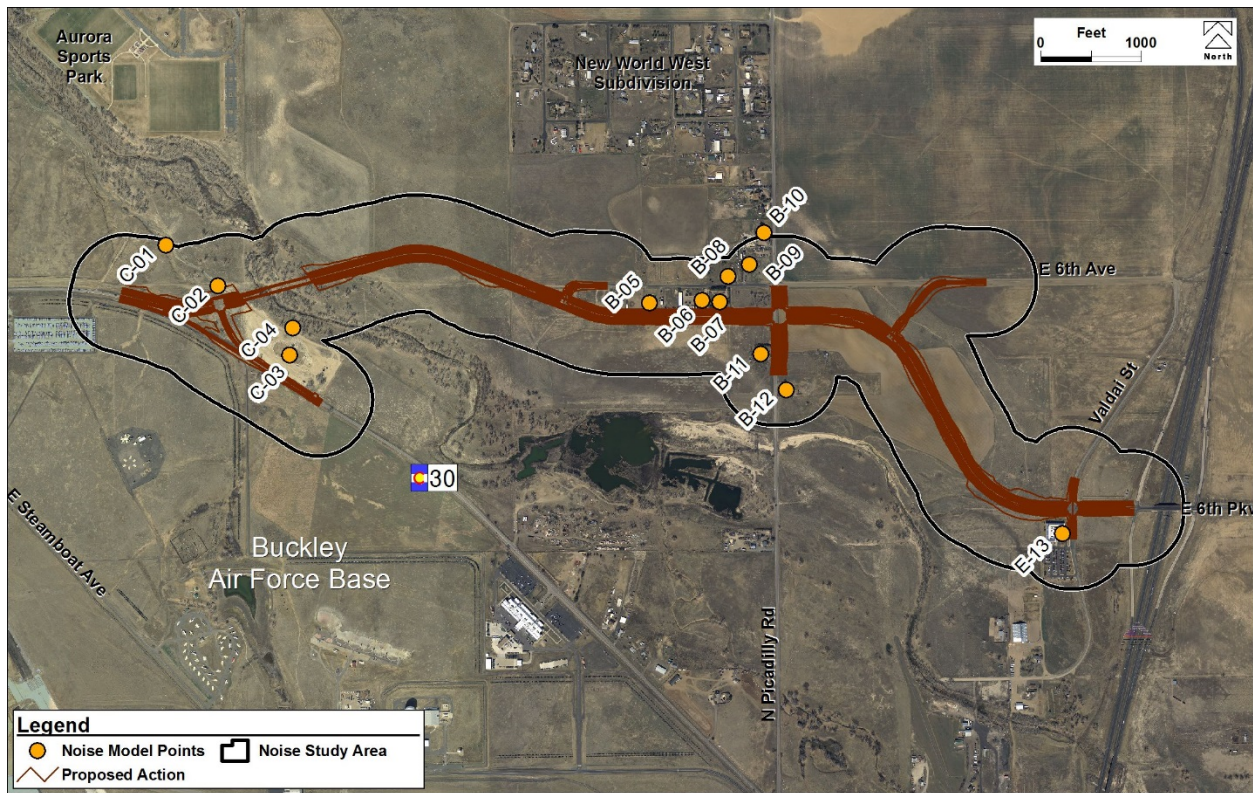 Aurora
Sports
Park
New World West
Subdivision
Feet
0 1000
North
C-01
C-02
C-04
C-03
B-05
B-06
B-07
B-08
B-09
B-10
B-11
B-12
E-13
E 6th Ave
Valdai St
E 6th Pkw
N Picadilly Rd
30
E Steamboat Ave
Buckley
Air Force Base
Legend
Noise Model Points
Noise Study Area
Proposed Action